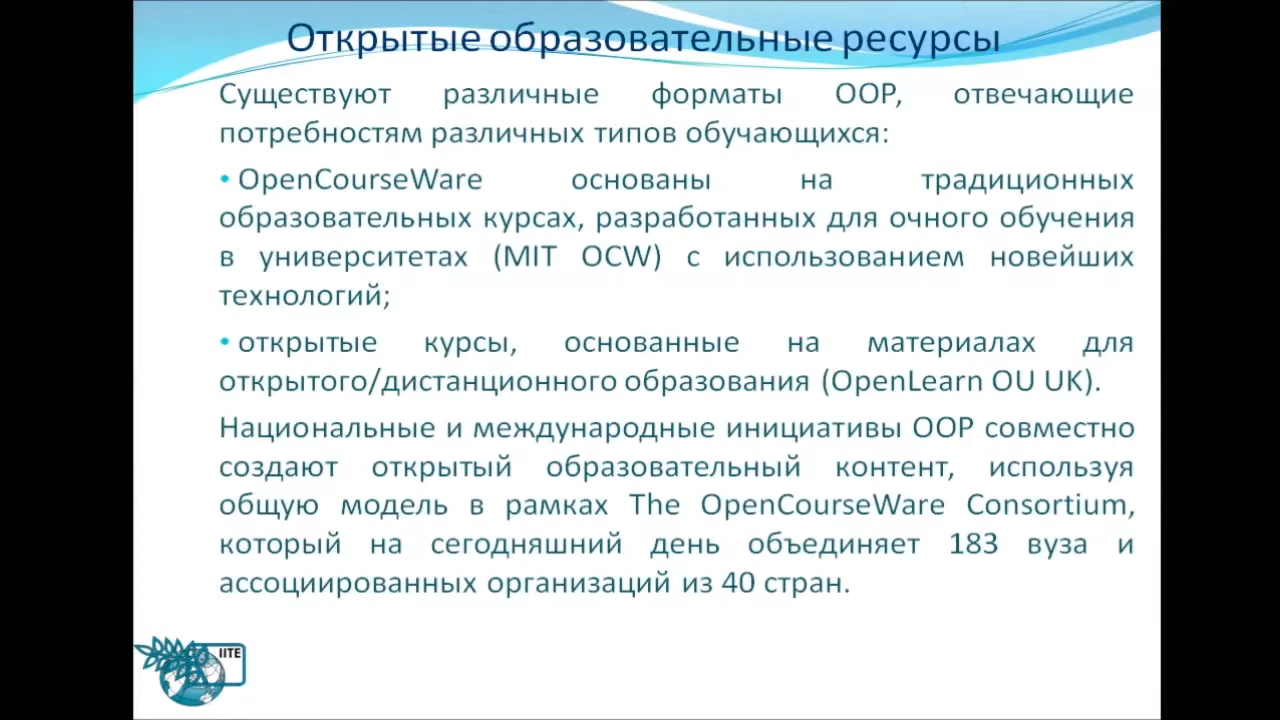 Открытые образовательные ресурсы
Существуют различные форматы ООР, отвечающие
потребностям различных типов обучающихся:
• OpenCourseWare основаны на традиционных
образовательных курсах, разработанных для очного обучения
в университетах (MIT OCW) с использованием новейших
технологий;
• открытые курсы, основанные на материалах для
открытого/дистанционного образования (OpenLearn OU UK).
Национальные и международные инициативы ООР совместно
создают открытый образовательный контент, используя
общую модель в рамках The OpenCourseWare Consortium,
который на сегодняшний день объединяет 183 вуза и
ассоциированных организаций из 40 стран.
IITE